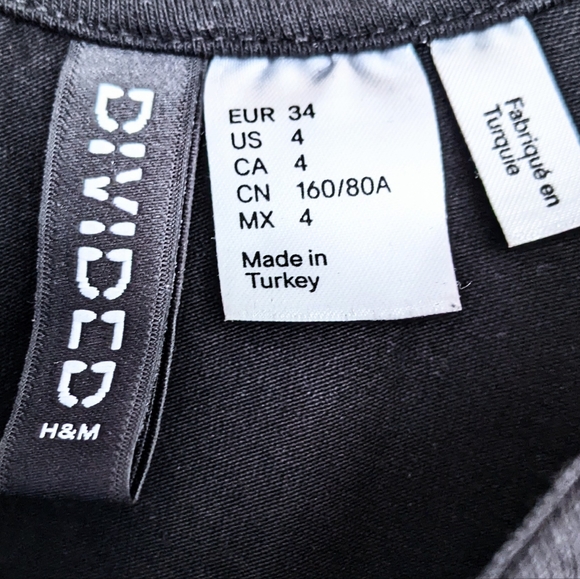 DIVIDED
H&M
EUR 34
US 4
CA 4
CN 160/80A
MX 4
Made in
Turkey
Fabriqué en
Turquie